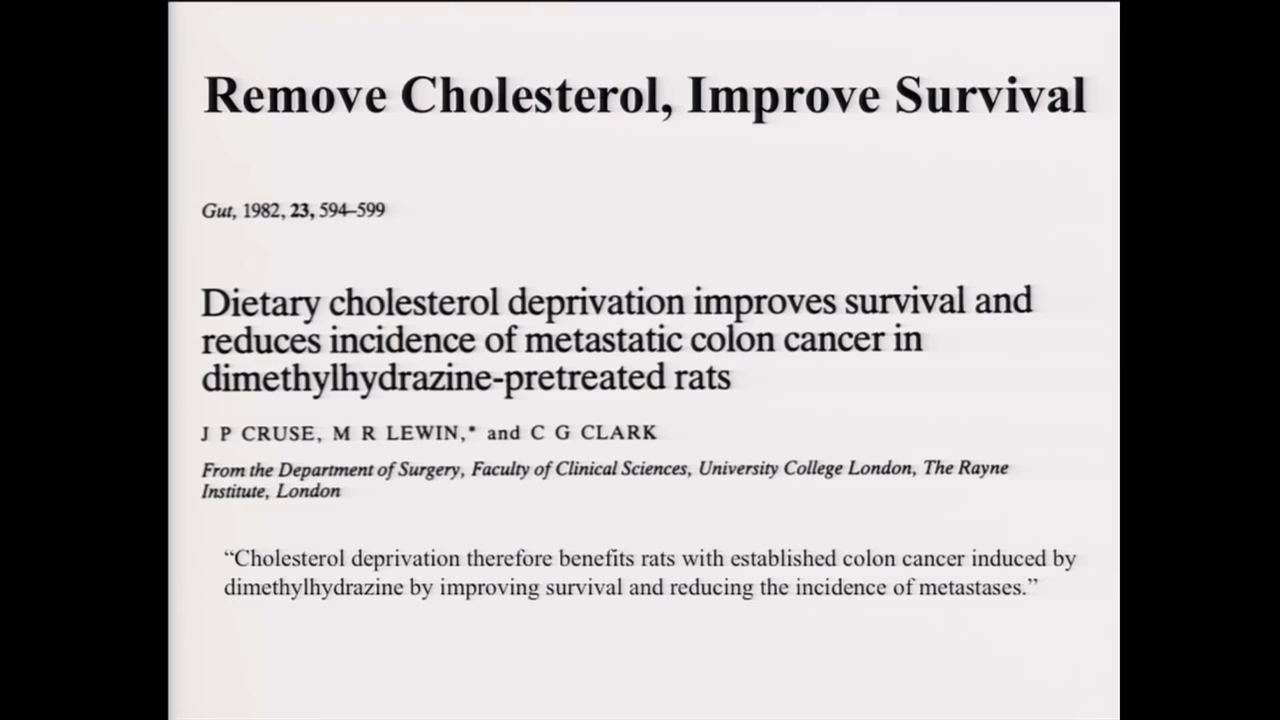 Remove Cholesterol, Improve Survival
Gut, 1982, 23, 594–599
Dietary cholesterol deprivation improves survival and
reduces incidence of metastatic colon cancer in
dimethylhydrazine-pretreated rats
J P CRUSE, M R LEWIN,* and C G CLARK
From the Department of Surgery, Faculty of Clinical Sciences, University College London, The Rayne
Institute, London
“Cholesterol deprivation therefore benefits rats with established colon cancer induced by
dimethylhydrazine by improving survival and reducing the incidence of metastases.”